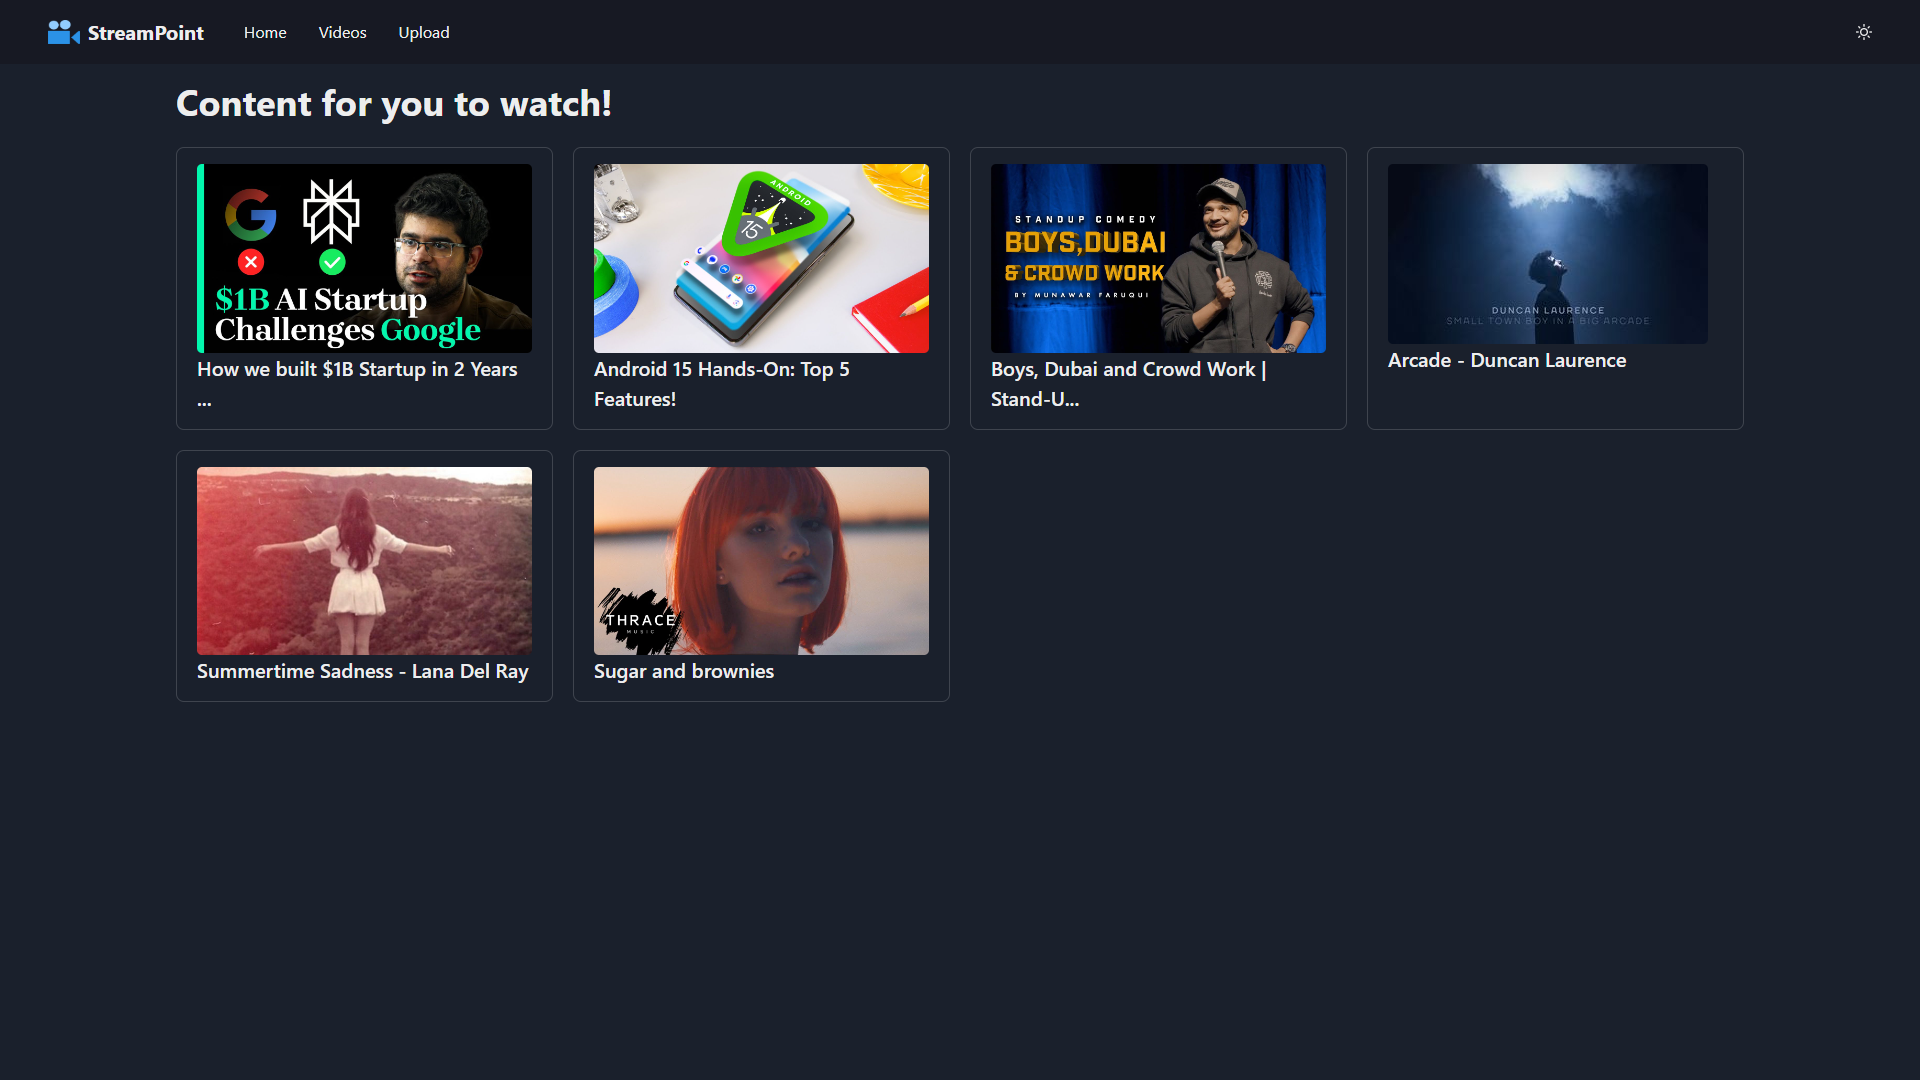 StreamPoint
Home
Videos
Upload
Content for you to watch!
$1B AI Startup
Challenges Google
How we built $1B Startup in 2 Years
...
ANDROID
15
Android 15 Hands-On: Top 5
Features!
STANDUP COMEDY
BOYS,DUBAI
& CROWD WORK
BY MUNAWAR FARUQUI
Boys, Dubai and Crowd Work |
Stand-U...
DUNCAN LAURENCE
SMALL TOWN BOY IN A BIG ARCADE
Arcade - Duncan Laurence
Summertime Sadness - Lana Del Ray
THRACE
MUSIC
Sugar and brownies